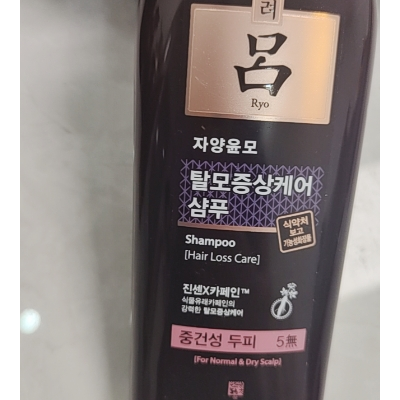 려
呂
Ryo
자양윤모
탈모증상케어
샴푸
식약처
보고
기능성화장품
Shampoo
[Hair Loss Care]
진센X카페인™
식물유래카페인의
강력한 탈모증상케어
중건성 두피 5無
[For Normal & Dry Scalp]